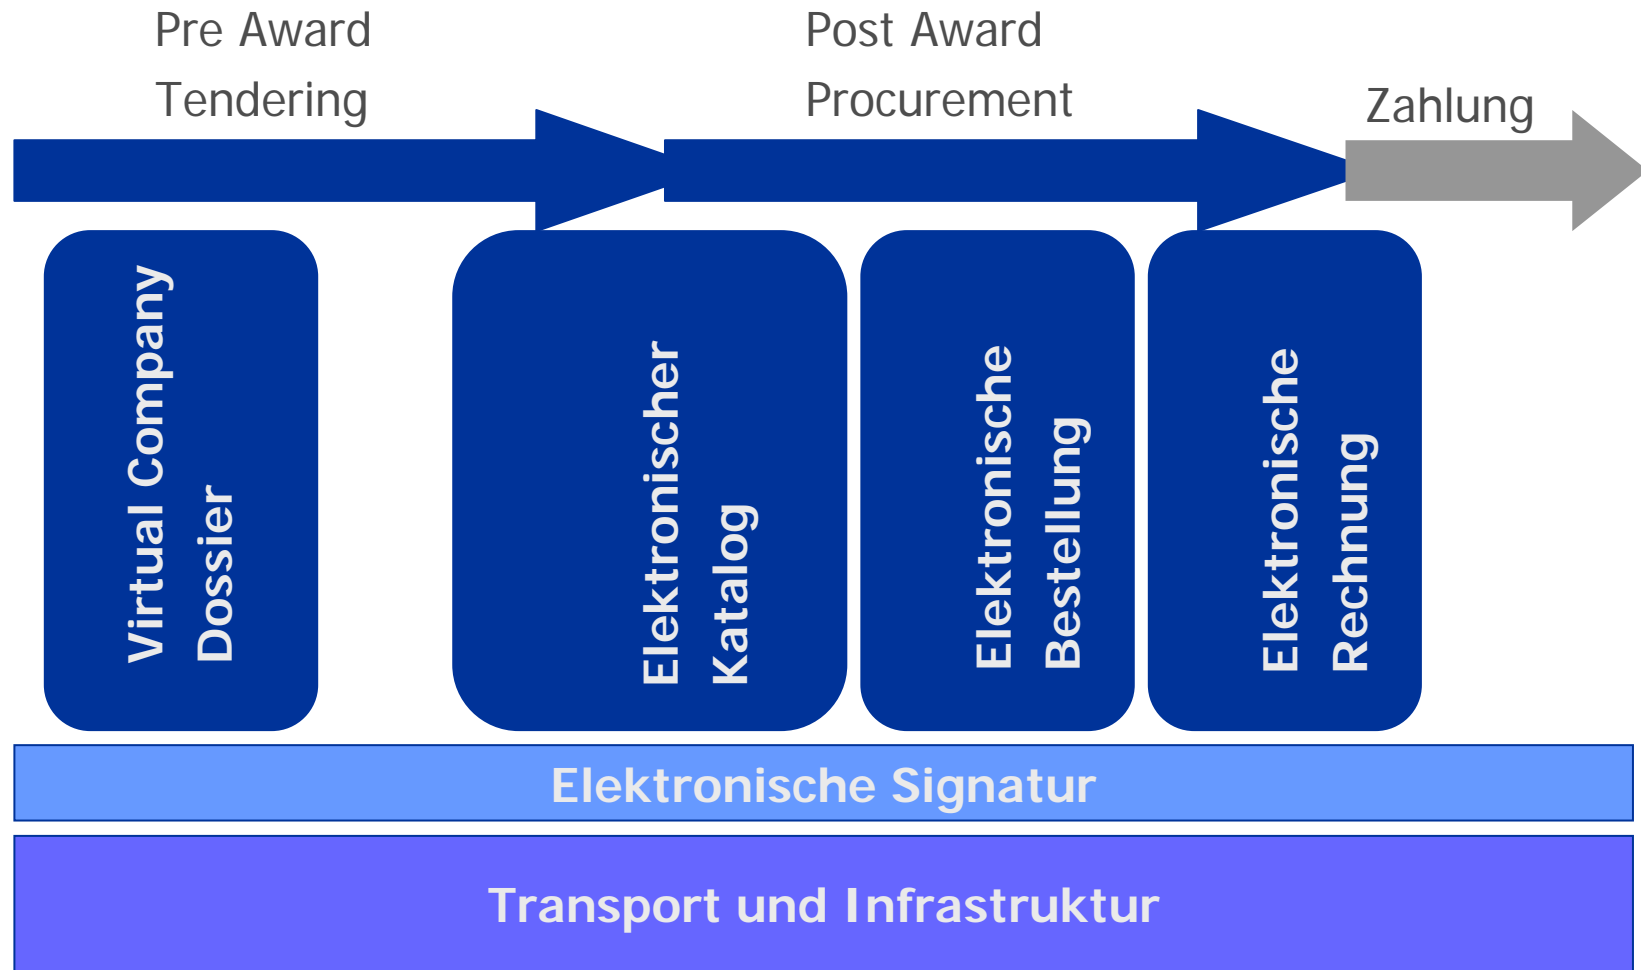 Pre Award
Tendering
Post Award
Procurement
Zahlung
Virtual Company
Dossier
Elektronischer
Katalog
Elektronische
Bestellung
Elektronische
Rechnung
Elektronische Signatur
Transport und Infrastruktur